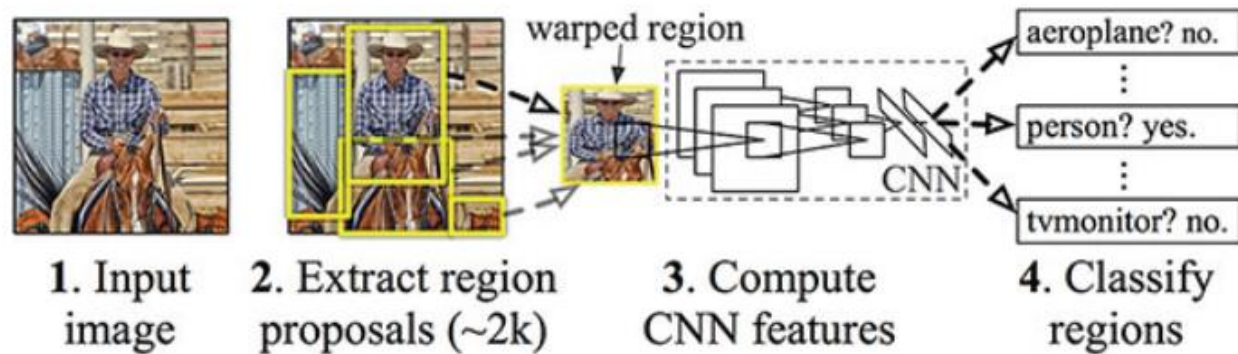 warped region
aeroplane? no.
person? yes.
CNN
tvmonitor? no.
1. Input
image
2. Extract region
proposals (~2k)
3. Compute
CNN features
4. Classify
regions